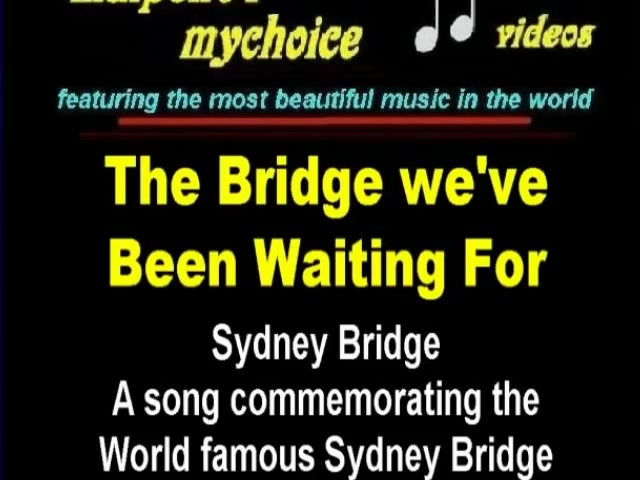 mychoice videos
featuring the most beautiful music in the world
The Bridge we've
Been Waiting For
Sydney Bridge
A song commemorating the
World famous Sydney Bridge